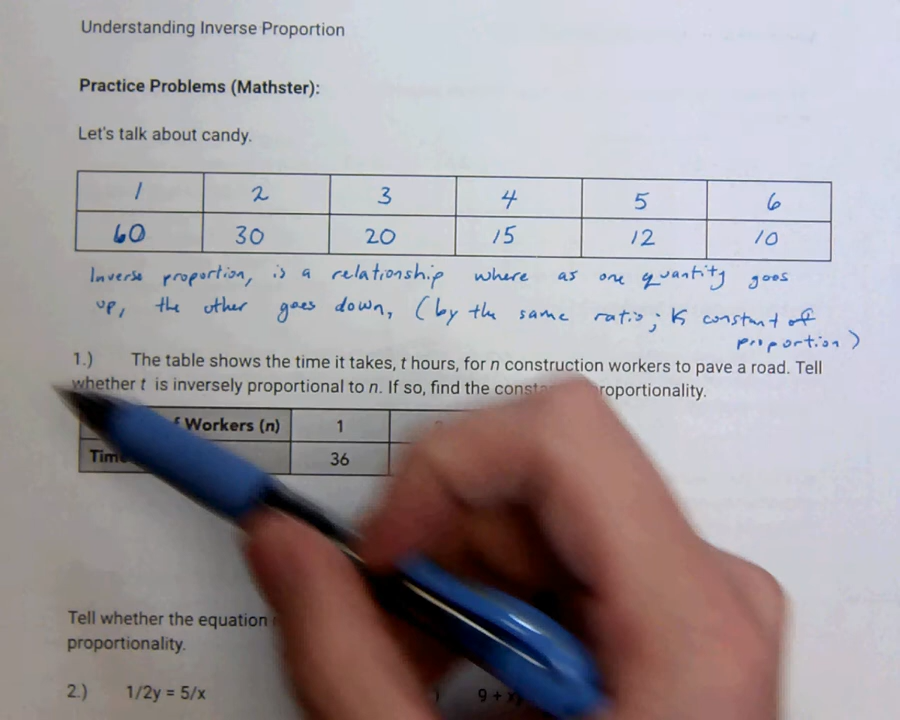 Understanding Inverse Proportion
Practice Problems (Mathster):
Let's talk about candy.
1 2 3 4 5 6
60 30 20 15 12 10
Inverse proportion, is a relationship where as one quantity goes
up, the other goes down, (by the same ratio; K constant of
proportion)
1.) The table shows the time it takes, t hours, for n construction workers to pave a road. Tell
whether t is inversely proportional to n. If so, find the proportionality.
Workers (n) 1
36
Tell whether the equation
proportionality.
2.) 1/2y = 5/x 9 +